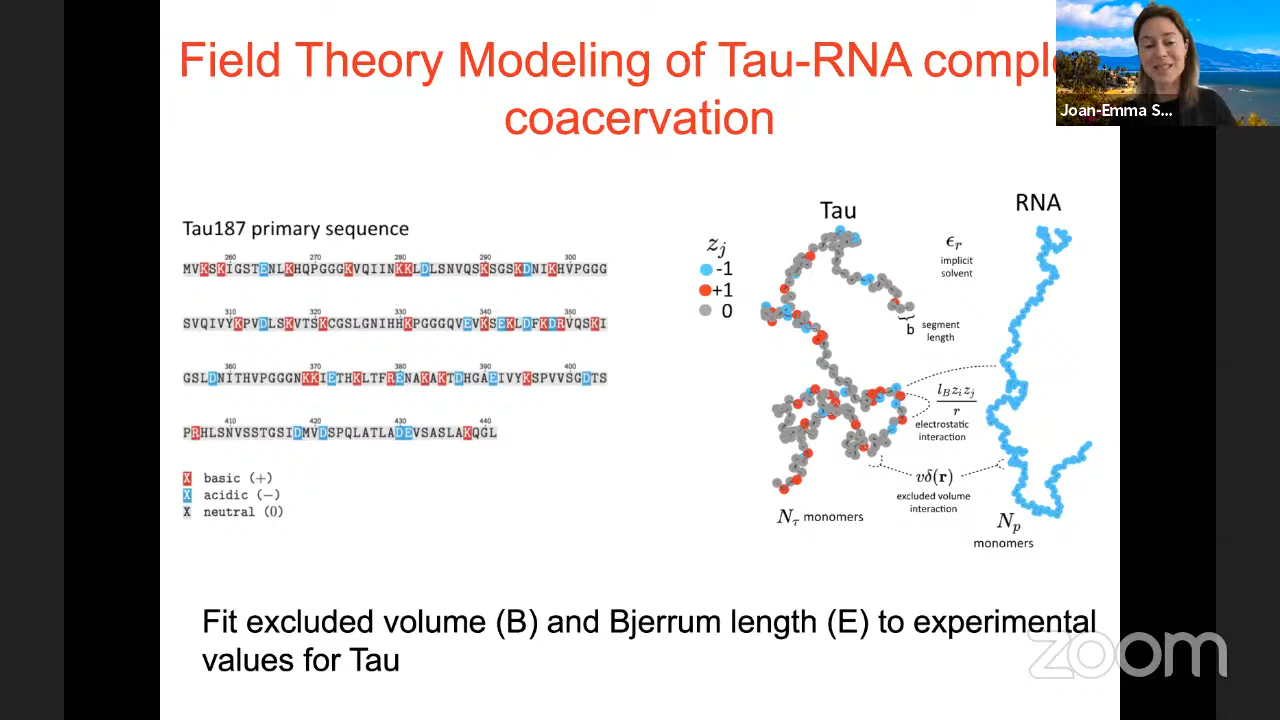 Field Theory Modeling of Tau-RNA comple
coacervation
Joan-Emma S...
Tau187 primary sequence
260 270 280 290 300
MVKSKIGSTENLKHQPGGGKVQIINKKLDLSNVQSKSGSKDNIKHVPGGG
310 320 330 340 350
SVQIVYKPVDLSKVTSKCGSLGNIHHKPGGGQVEVKSEKLDFKDRVQSKI
360 370 380 390 400
GSLDNITHVPGGGNKKIETHKLTFRENAKAKTDHGAEIVYKSPVVSGDTS
410 420 430 440
PRHLSNVSSTGSIDMVDSPQLATLADEVSASLAKQGL
X basic (+)
X acidic (−)
X neutral (0)
Tau
RNA
z_j
-1
+1
0
ϵ_r
implicit
solvent
b segment
length
l_B z_i z_j
r
electrostatic
interaction
vδ(r)
excluded volume
interaction
N_τ monomers
N_p
monomers
Fit excluded volume (B) and Bjerrum length (E) to experimental
values for Tau
zoom